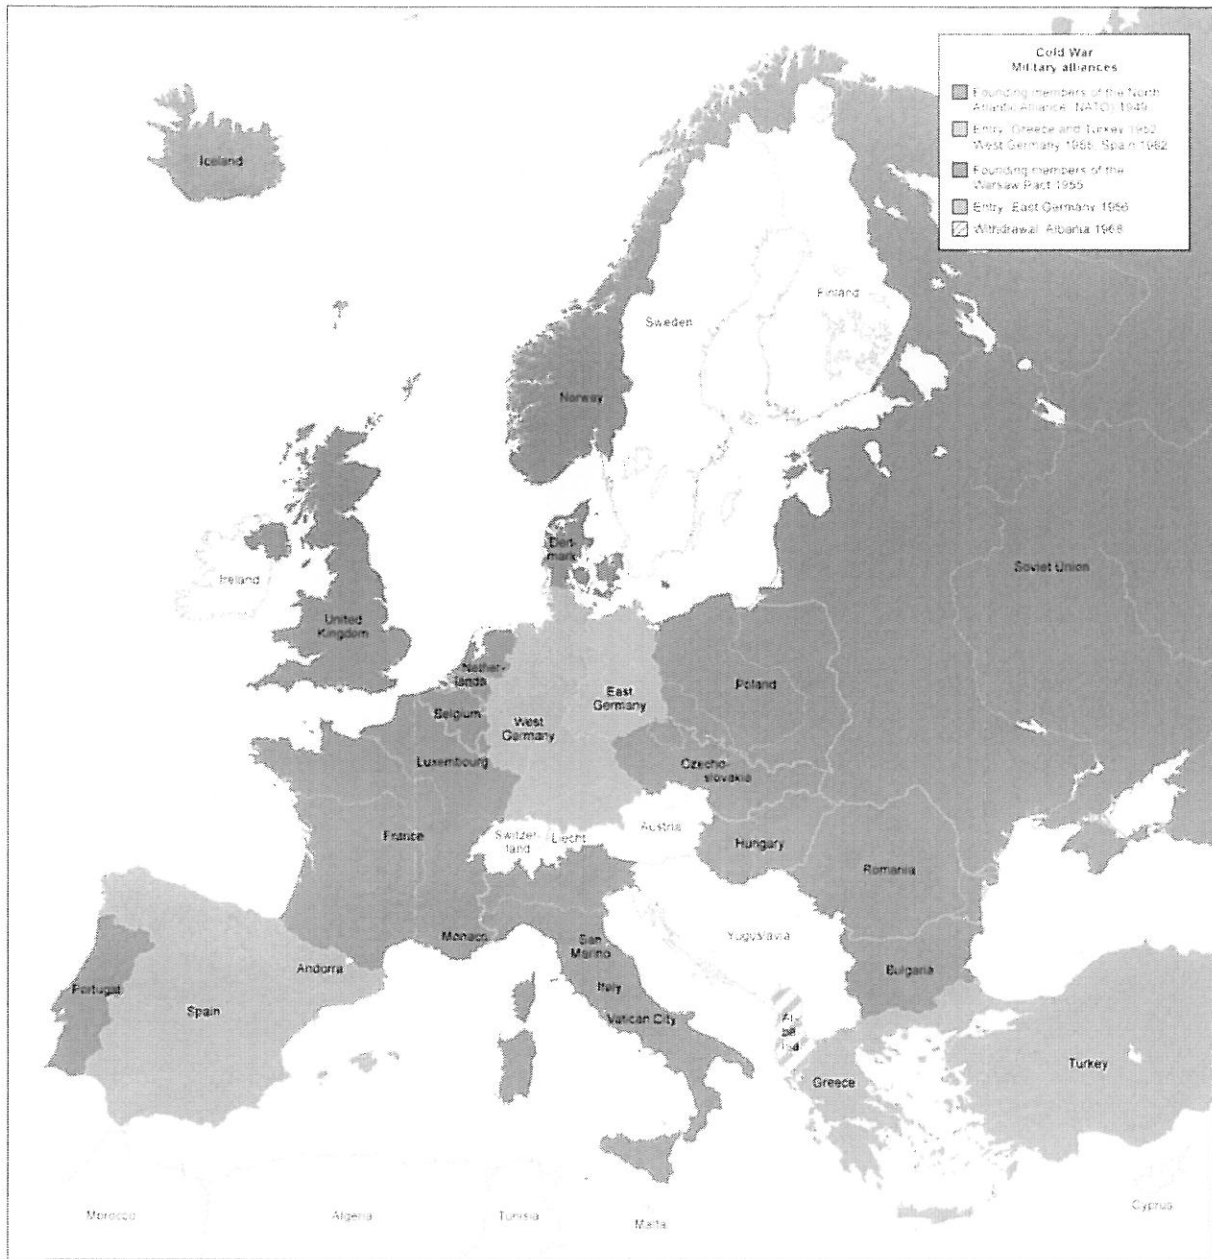 Cold War
Military alliances
Founding members of the North
Atlantic Alliance (NATO) 1949
Entry: Greece and Turkey 1952,
West Germany 1955, Spain 1982
Founding members of the
Warsaw Pact 1955
Entry: East Germany 1956
Withdrawal: Albania 1968
Iceland
Finland
Sweden
Norway
Den-
mark
Ireland
Soviet Union
United
Kingdom
Nether-
lands
East
Germany
Poland
Belgium
West
Germany
Luxembourg
Czecho-
slovakia
France
Switzer-
land
Liecht
Austria
Hungary
Romania
Monaco
San
Marino
Yugoslavia
Andorra
Bulgaria
Portugal
Italy
Spain
Vatican City
Al-
ba
nia
Turkey
Greece
Morocco
Algeria
Tunisia
Malta
Cyprus